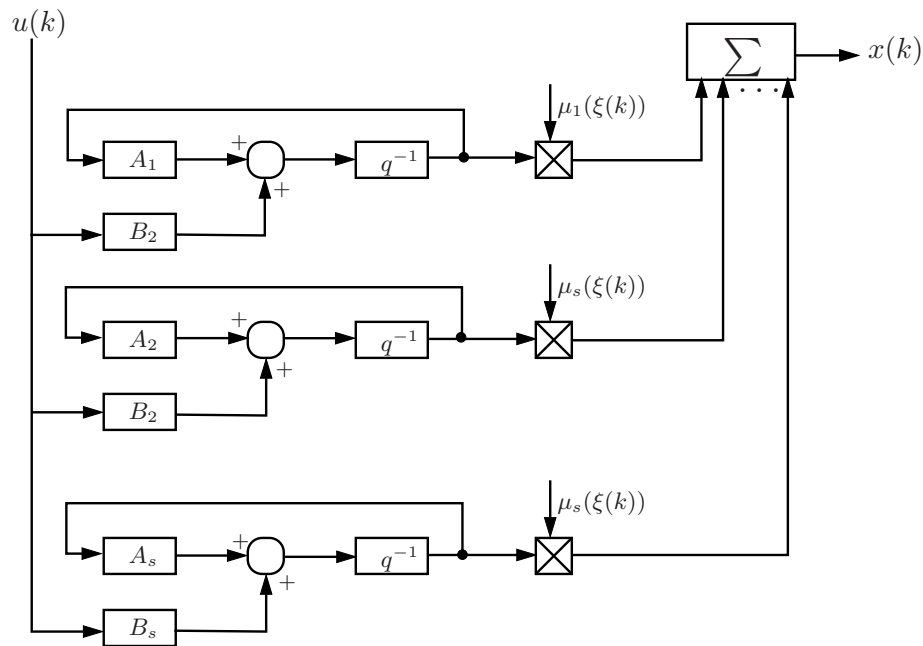 u(k)
∑
x(k)
· · ·
μ₁(ξ(k))
+
A₁
q⁻¹
+
B₂
μₛ(ξ(k))
+
A₂
q⁻¹
+
B₂
μₛ(ξ(k))
+
Aₛ
q⁻¹
+
Bₛ